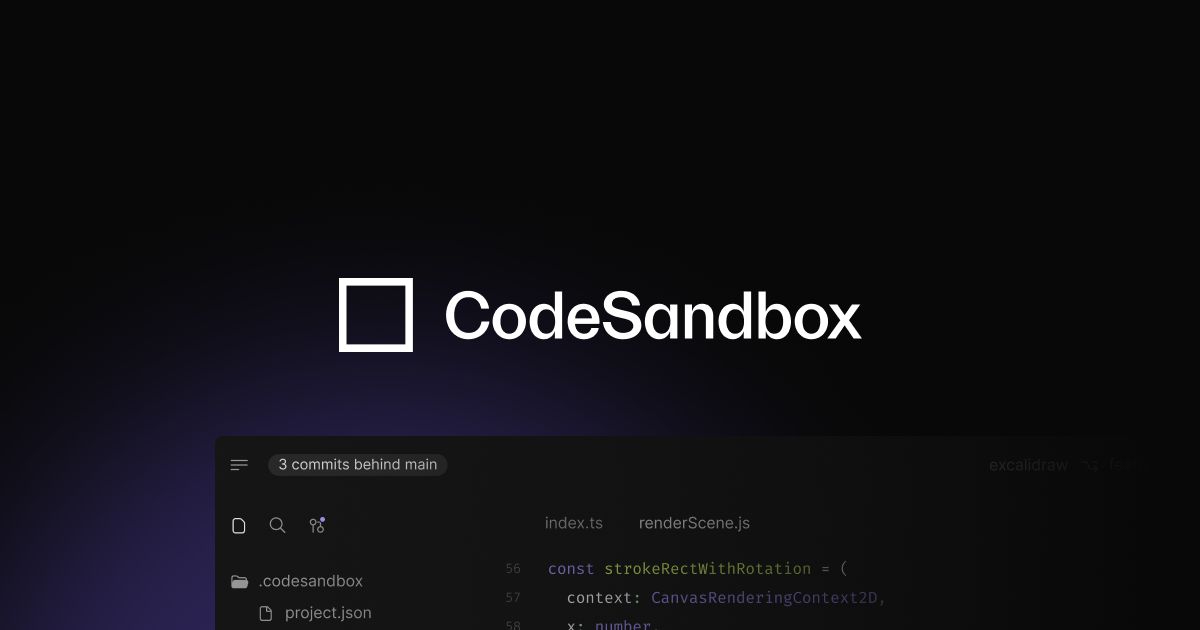 CodeSandbox
3 commits behind main
excalidraw
index.ts renderScene.js
56 const strokeRectWithRotation = (
.codesandbox
57 context: CanvasRenderingContext2D,
project.json
58 x: number,